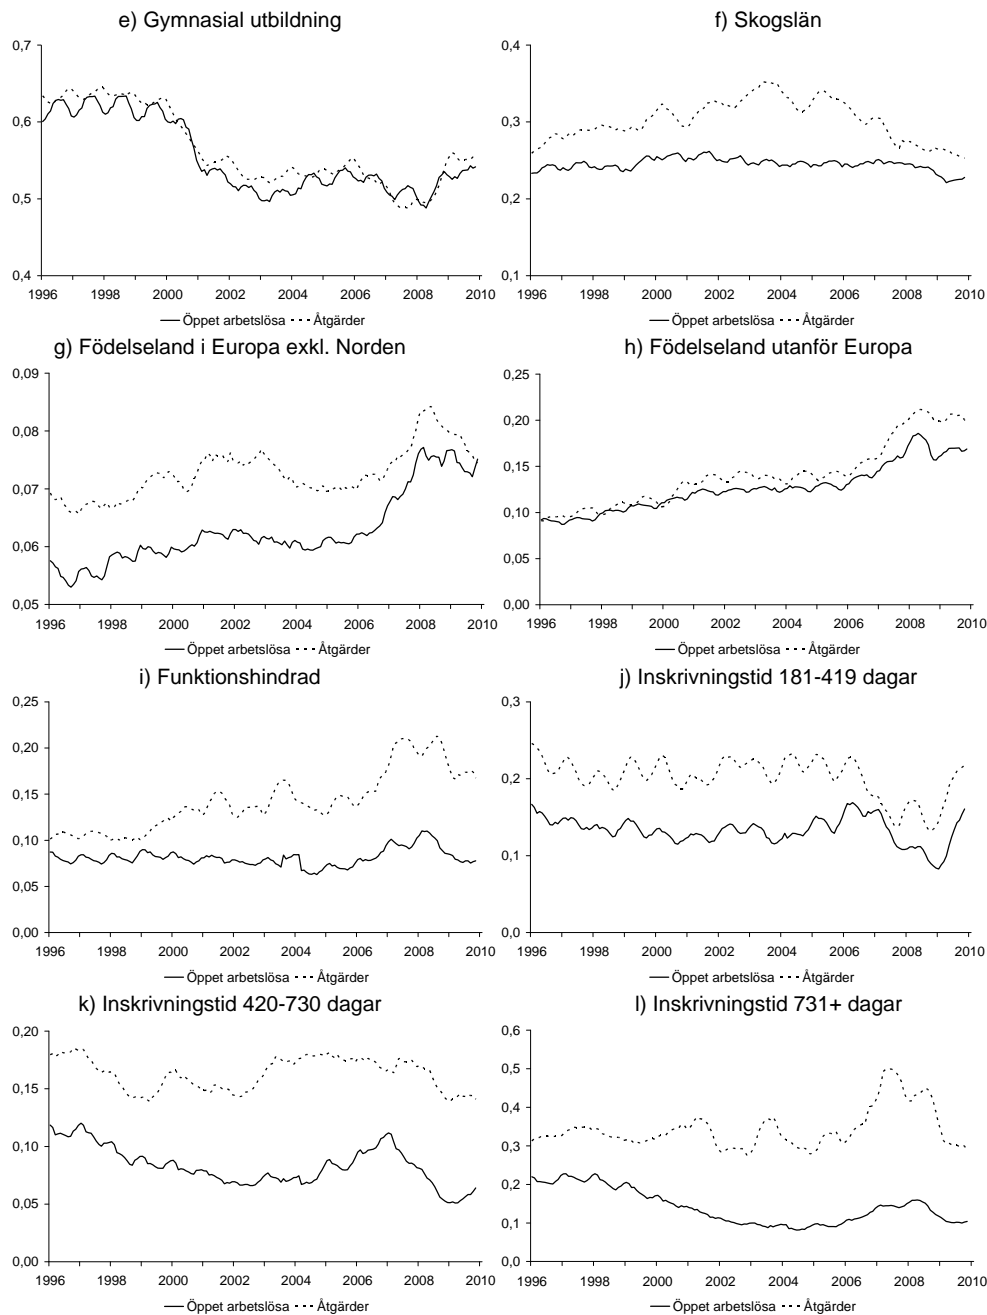 e) Gymnasial utbildning
0,7
0,6
0,5
0,4
1996 1998 2000 2002 2004 2006 2008 2010
Öppet arbetslösa Åtgärder
f) Skogslän
0,4
0,3
0,2
0,1
1996 1998 2000 2002 2004 2006 2008 2010
Öppet arbetslösa Åtgärder
g) Födelseland i Europa exkl. Norden
0,09
0,08
0,07
0,06
0,05
1996 1998 2000 2002 2004 2006 2008 2010
Öppet arbetslösa Åtgärder
h) Födelseland utanför Europa
0,25
0,20
0,15
0,10
0,05
0,00
1996 1998 2000 2002 2004 2006 2008 2010
Öppet arbetslösa Åtgärder
i) Funktionshindrad
0,25
0,20
0,15
0,10
0,05
0,00
1996 1998 2000 2002 2004 2006 2008 2010
Öppet arbetslösa Åtgärder
j) Inskrivningstid 181-419 dagar
0,3
0,2
0,1
0,0
1996 1998 2000 2002 2004 2006 2008 2010
Öppet arbetslösa Åtgärder
k) Inskrivningstid 420-730 dagar
0,20
0,15
0,10
0,05
0,00
1996 1998 2000 2002 2004 2006 2008 2010
Öppet arbetslösa Åtgärder
l) Inskrivningstid 731+ dagar
0,6
0,5
0,4
0,3
0,2
0,1
0,0
1996 1998 2000 2002 2004 2006 2008 2010
Öppet arbetslösa Åtgärder